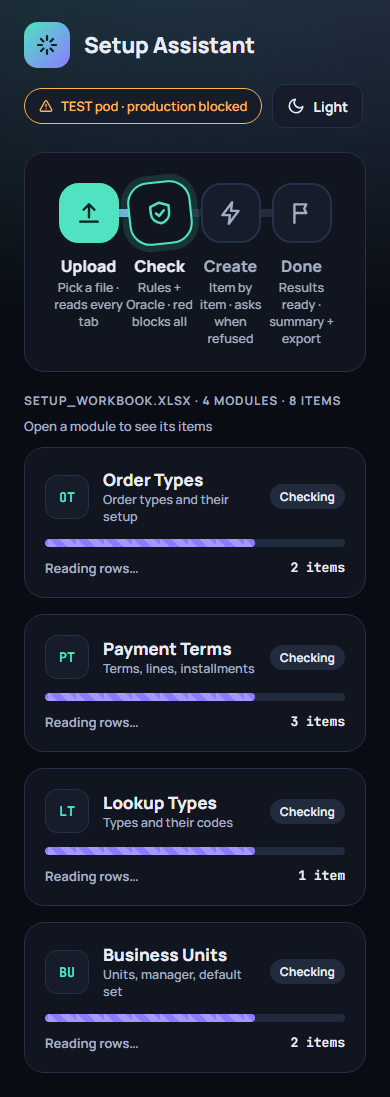 Setup Assistant
TEST pod · production blocked
Light
Upload
Pick a file ·
reads every
tab
Check
Rules +
Oracle · red
blocks all
Create
Item by
item · asks
when
refused
Done
Results
ready ·
summary +
export
SETUP_WORKBOOK.XLSX · 4 MODULES · 8 ITEMS
Open a module to see its items
OT
Order Types
Order types and their
setup
Checking
Reading rows…
2 items
PT
Payment Terms
Terms, lines, installments
Checking
Reading rows…
3 items
LT
Lookup Types
Types and their codes
Checking
Reading rows…
1 item
BU
Business Units
Units, manager, default
set
Checking
Reading rows…
2 items